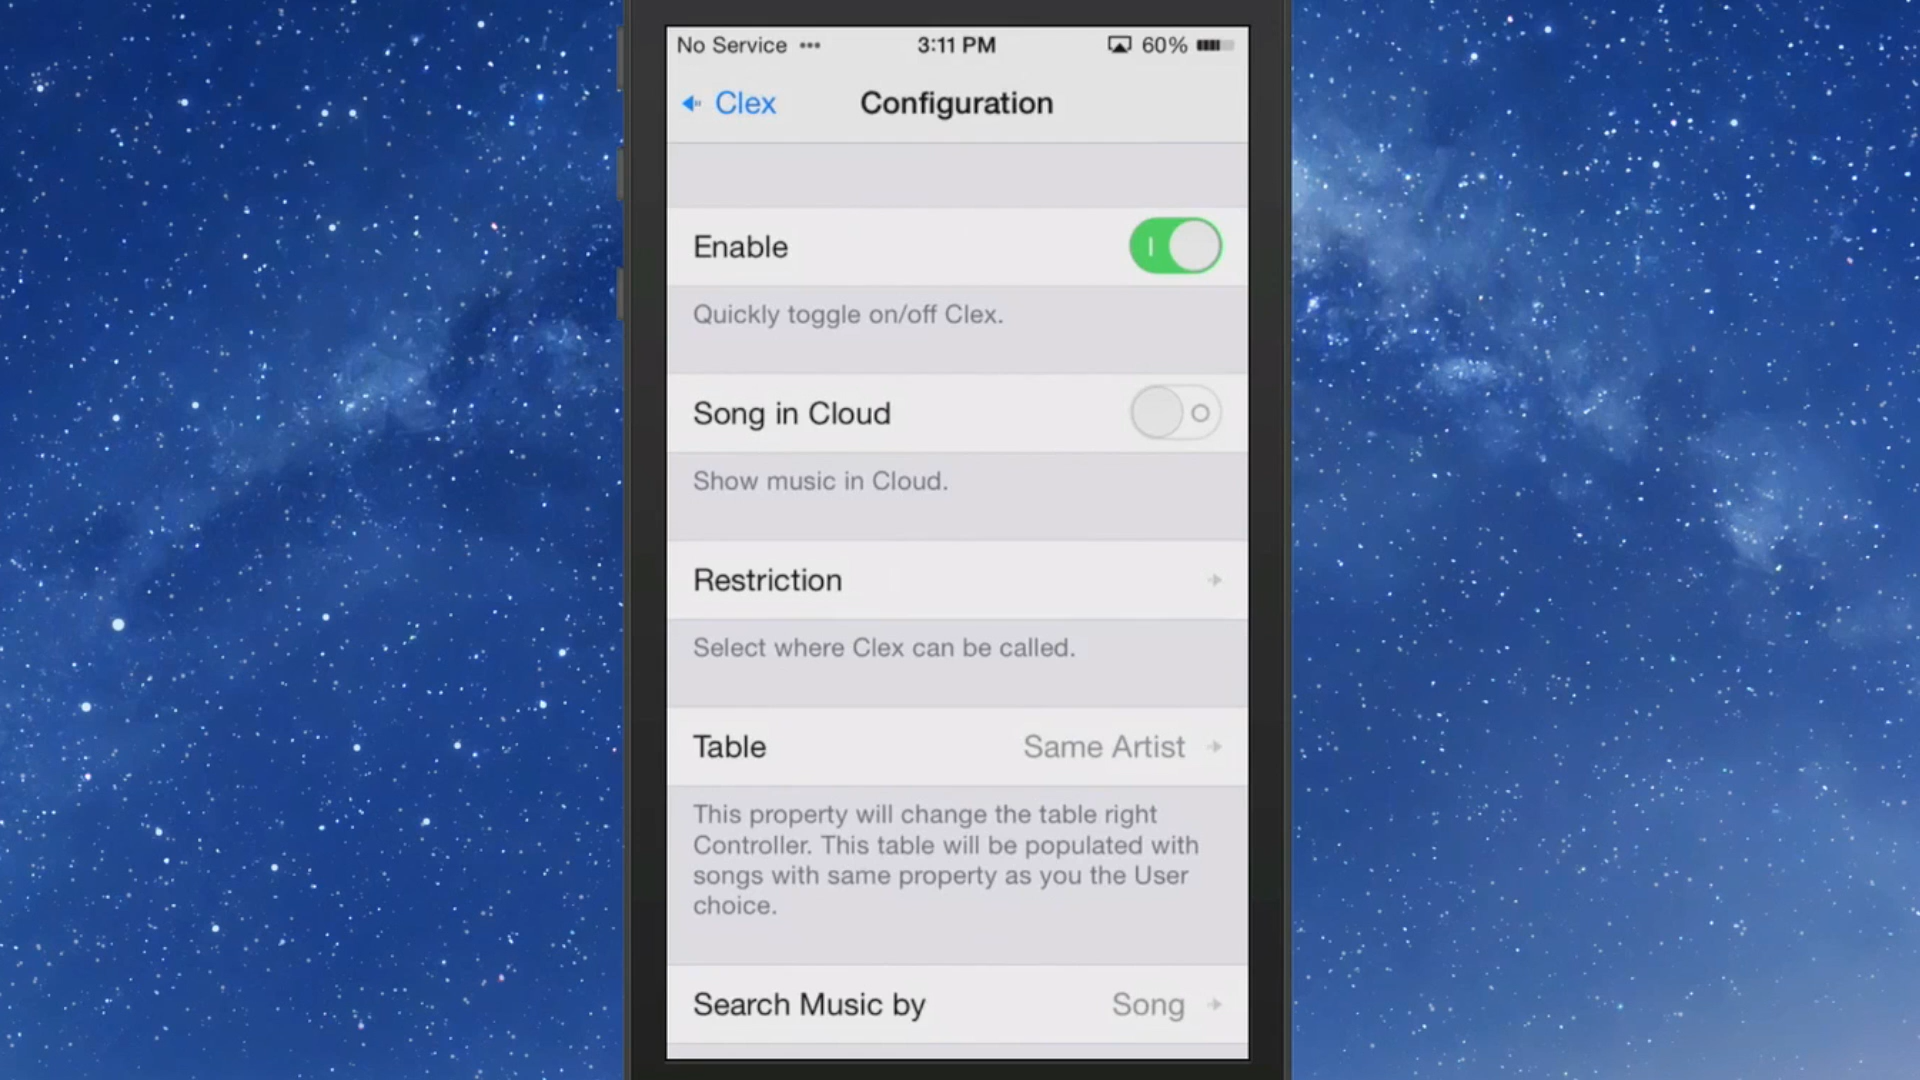 No Service ••• 3:11 PM 60%
Clex Configuration
Enable
Quickly toggle on/off Clex.
Song in Cloud
Show music in Cloud.
Restriction
Select where Clex can be called.
Table Same Artist
This property will change the table right
Controller. This table will be populated with
songs with same property as you the User
choice.
Search Music by Song